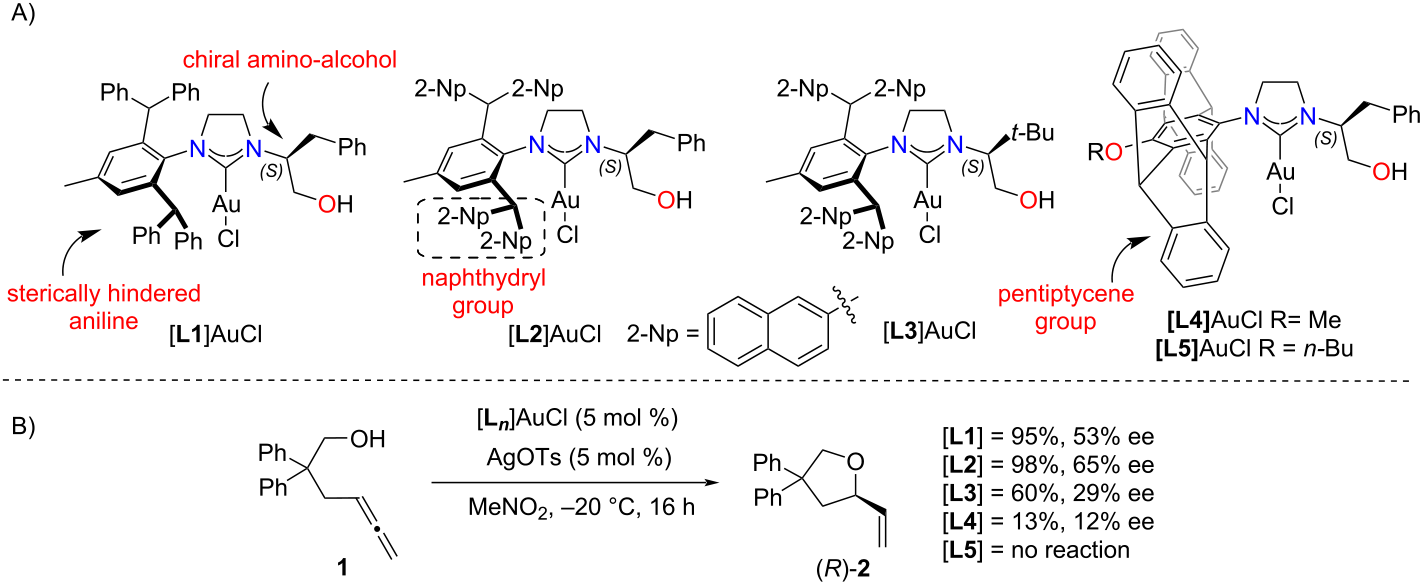 A)
chiral amino-alcohol
Ph Ph
N N
(S)
Ph
OH
Au
Cl
Ph Ph
sterically hindered
aniline
[L1]AuCl
2-Np 2-Np
N N
(S)
Ph
OH
Au
Cl
2-Np
2-Np
naphthydryl
group
[L2]AuCl
2-Np =
2-Np 2-Np
N N
(S)
t-Bu
OH
Au
Cl
2-Np
2-Np
[L3]AuCl
RO
N N
(S)
Ph
OH
Au
Cl
pentiptycene
group
[L4]AuCl R= Me
[L5]AuCl R = n-Bu
B)
Ph
Ph
OH
1
[Ln]AuCl (5 mol %)
AgOTs (5 mol %)
MeNO2, –20 °C, 16 h
Ph
Ph
O
(R)-2
[L1] = 95%, 53% ee
[L2] = 98%, 65% ee
[L3] = 60%, 29% ee
[L4] = 13%, 12% ee
[L5] = no reaction